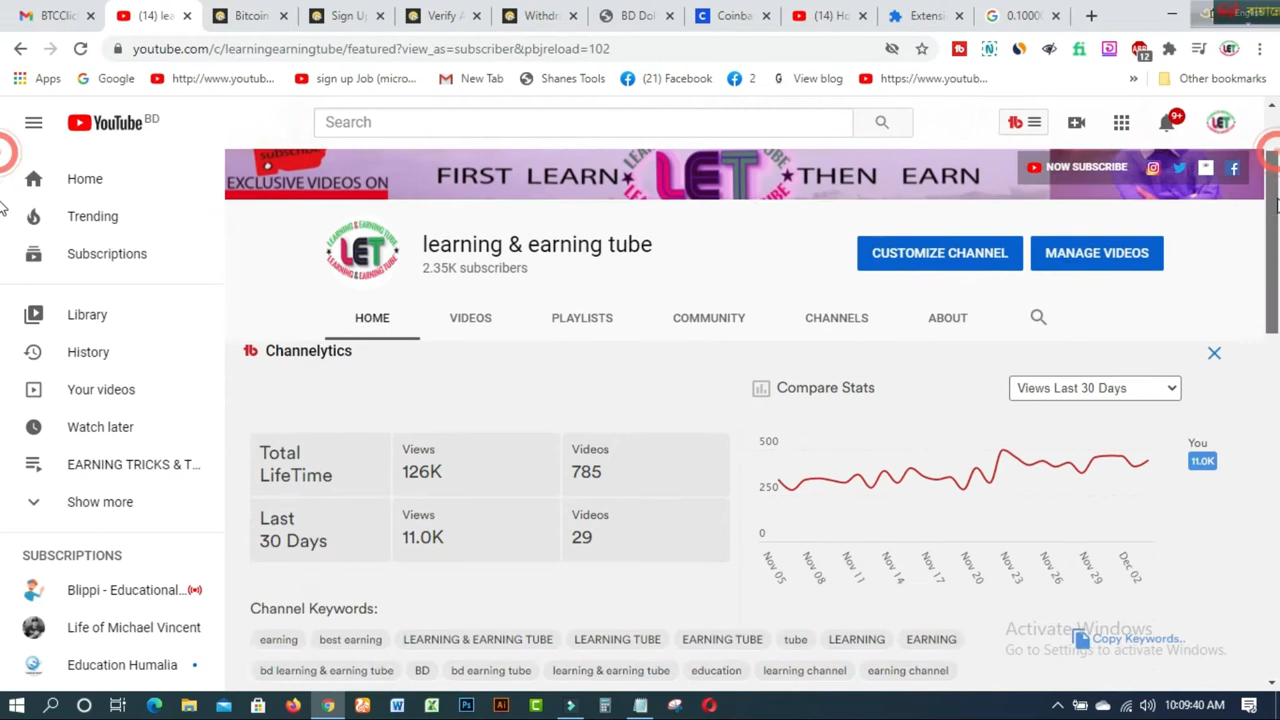 BTCClic
(14) lea
Bitcoin
Sign U
Verify A
Withd
BD Dol
Coinba
(14) Ho
Extensi
0.1000
English
youtube.com/c/learningearningtube/featured?view_as=subscriber&pbjreload=102
12
Apps
Google
http://www.youtub...
sign up Job (micro...
New Tab
Shanes Tools
(21) Facebook
2
View blog
https://www.youtub...
»
Other bookmarks
YouTube BD
Search
9+
EXCLUSIVE VIDEOS ON
FIRST LEARN ★ LET ★ THEN EARN
NOW SUBSCRIBE
Home
Trending
Subscriptions
Library
History
Your videos
Watch later
EARNING TRICKS & T...
Show more
SUBSCRIPTIONS
Blippi - Educational...
Life of Michael Vincent
Education Humalia
LET
learning & earning tube
2.35K subscribers
CUSTOMIZE CHANNEL
MANAGE VIDEOS
HOME
VIDEOS
PLAYLISTS
COMMUNITY
CHANNELS
ABOUT
Channelytics
Compare Stats
Views Last 30 Days
Total
LifeTime
Views
126K
Videos
785
Last
30 Days
Views
11.0K
Videos
29
500
250
0
Nov 05
Nov 08
Nov 11
Nov 14
Nov 17
Nov 20
Nov 23
Nov 26
Nov 29
Dec 02
You
11.0K
Channel Keywords:
earning
best earning
LEARNING & EARNING TUBE
LEARNING TUBE
EARNING TUBE
tube
LEARNING
EARNING
bd learning & earning tube
BD
bd earning tube
learning & earning tube
education
learning channel
earning channel
Copy Keywords..
Activate Windows
Go to Settings to activate Windows.
10:09:40 AM